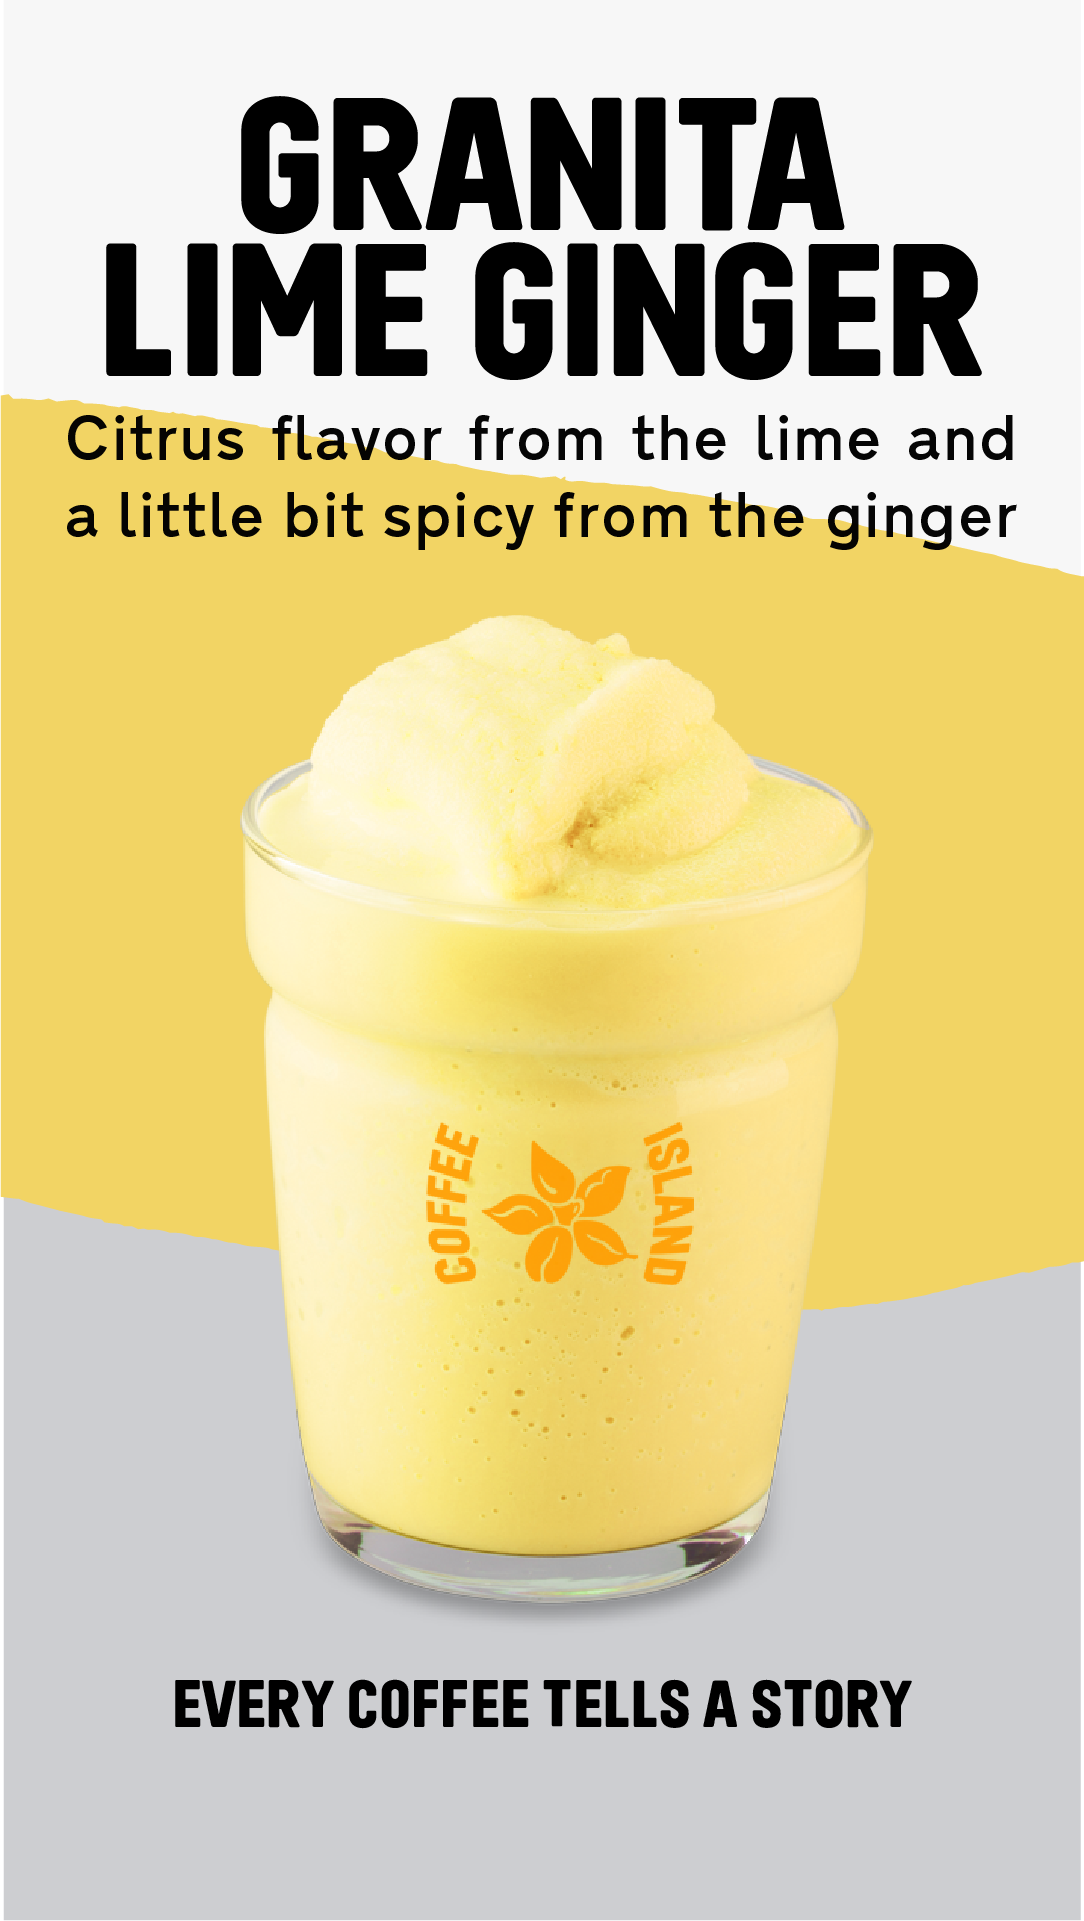 GRANITA
LIME GINGER
Citrus flavor from the lime and
a little bit spicy from the ginger
COFFEE ISLAND
EVERY COFFEE TELLS A STORY